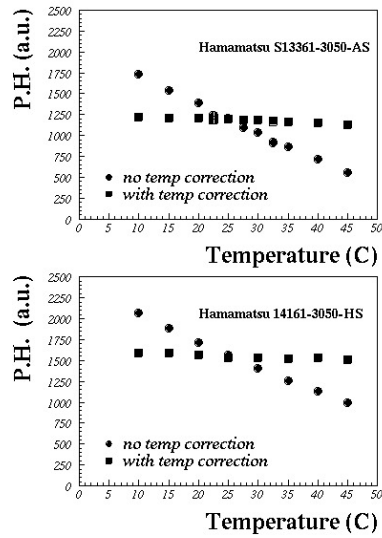 P.H. (a.u.)
2500
2250
2000
1750
1500
1250
1000
750
500
250
0
Hamamatsu S13361-3050-AS
no temp correction
with temp correction
0 5 10 15 20 25 30 35 40 45 50
Temperature (C)
P.H. (a.u.)
2500
2250
2000
1750
1500
1250
1000
750
500
250
0
Hamamatsu 14161-3050-HS
no temp correction
with temp correction
0 5 10 15 20 25 30 35 40 45 50
Temperature (C)